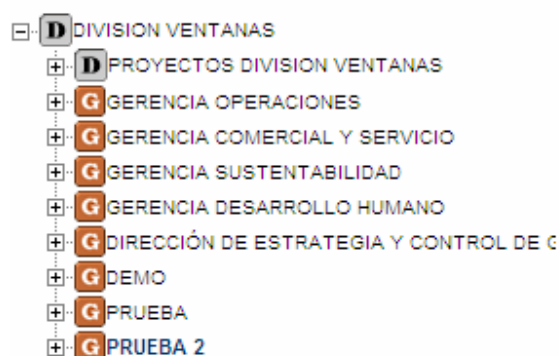 D DIVISION VENTANAS
D PROYECTOS DIVISION VENTANAS
G GERENCIA OPERACIONES
G GERENCIA COMERCIAL Y SERVICIO
G GERENCIA SUSTENTABILIDAD
G GERENCIA DESARROLLO HUMANO
G DIRECCIÓN DE ESTRATEGIA Y CONTROL DE
G DEMO
G PRUEBA
G PRUEBA 2